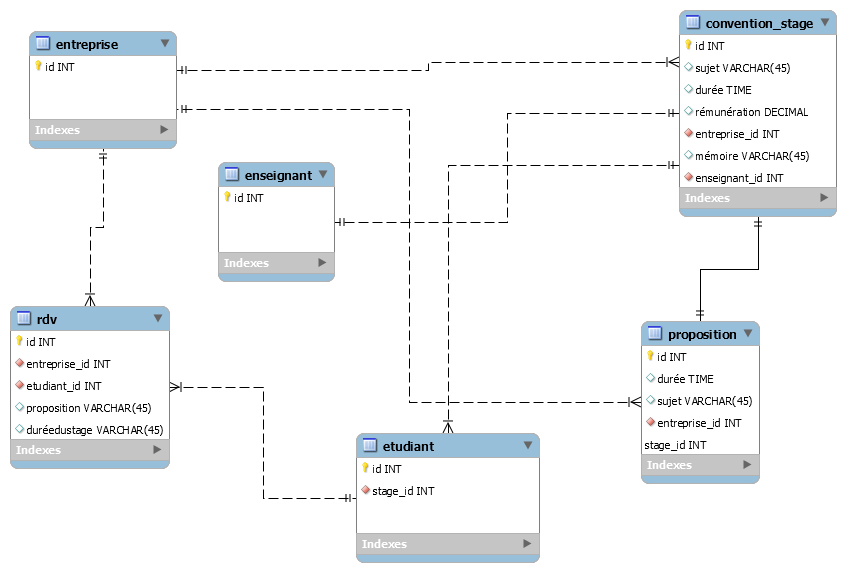 entreprise
id INT
Indexes
convention_stage
id INT
sujet VARCHAR(45)
durée TIME
rémunération DECIMAL
entreprise_id INT
mémoire VARCHAR(45)
enseignant_id INT
Indexes
enseignant
id INT
Indexes
rdv
id INT
entreprise_id INT
etudiant_id INT
proposition VARCHAR(45)
duréedustage VARCHAR(45)
Indexes
proposition
id INT
durée TIME
sujet VARCHAR(45)
entreprise_id INT
stage_id INT
Indexes
etudiant
id INT
stage_id INT
Indexes